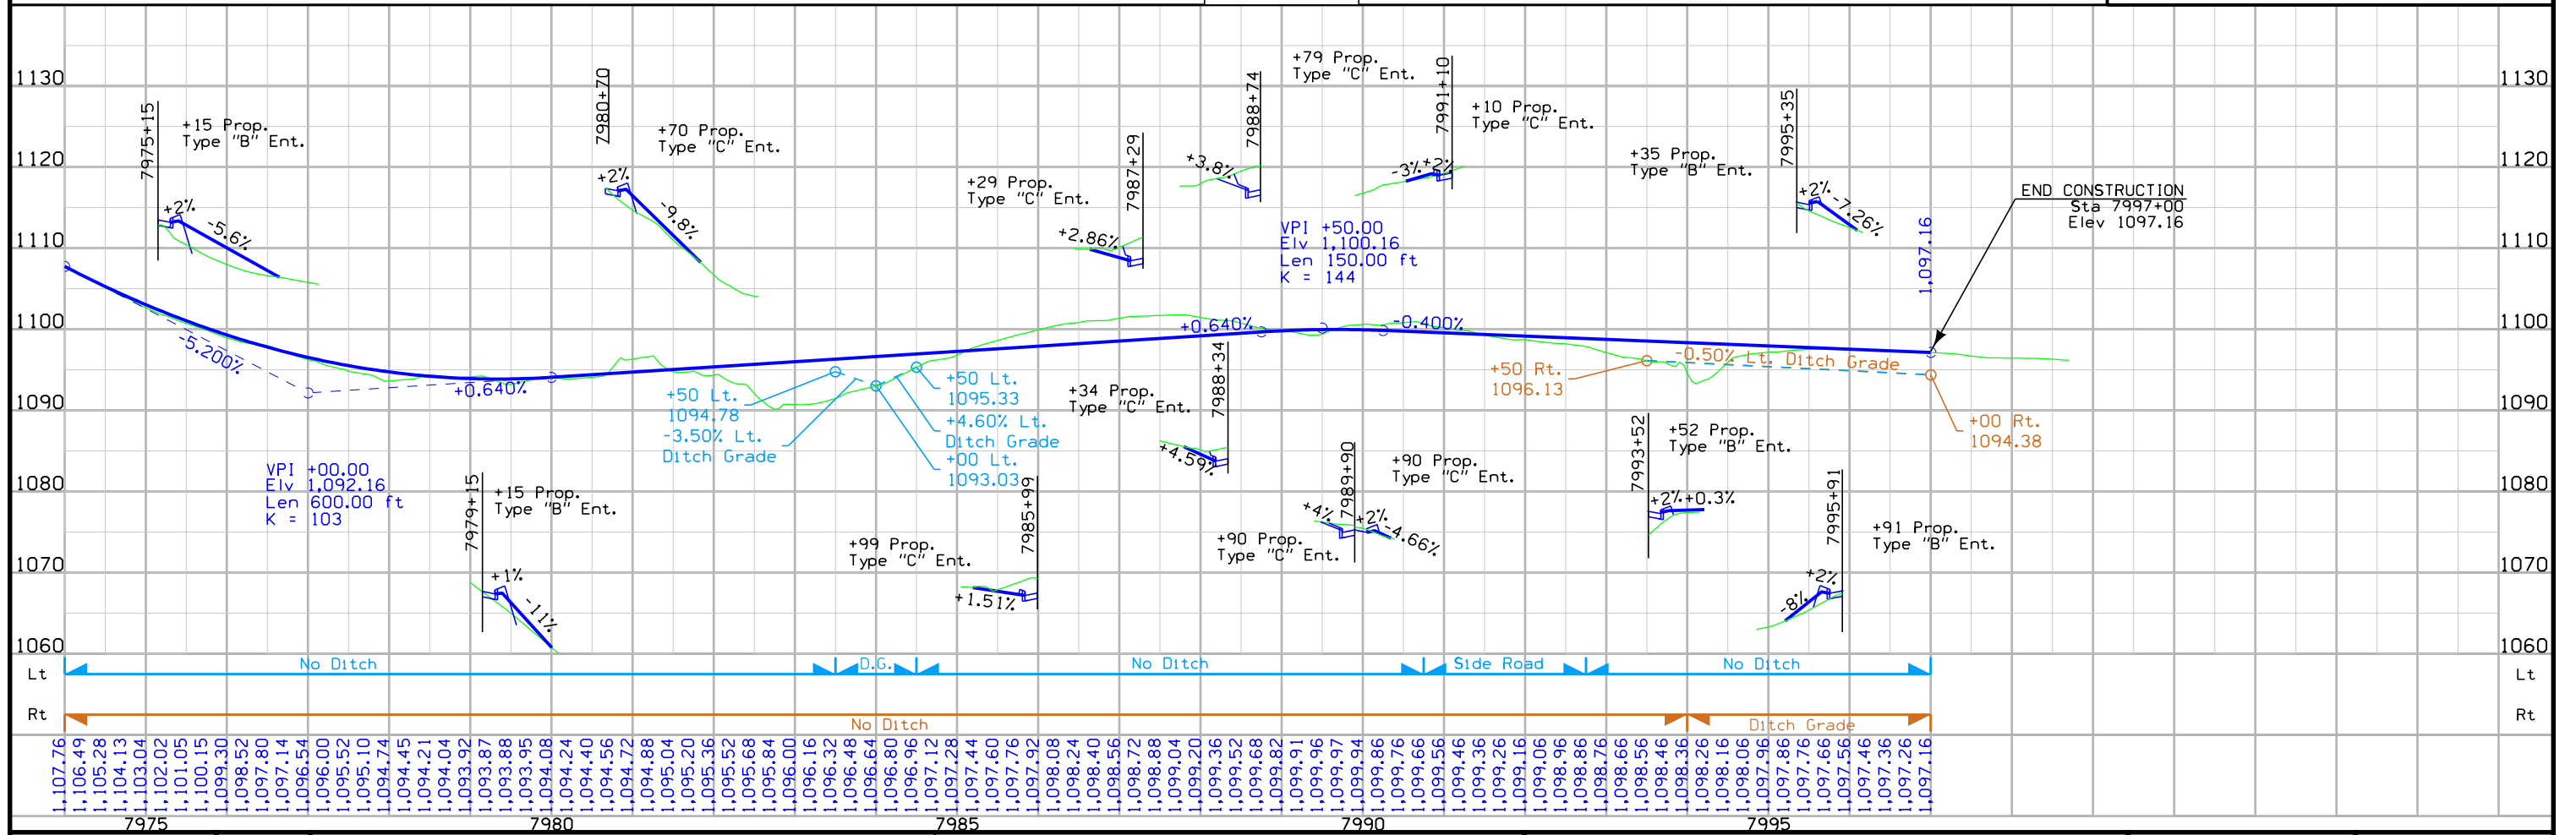 1130
1120
1110
1100
1090
1080
1070
1060
1130
1120
1110
1100
1090
1080
1070
1060
7975+15
+15 Prop.
Type "B" Ent.
+2%
-5.6%
7980+70
+70 Prop.
Type "C" Ent.
+2%
-9.8%
+29 Prop.
Type "C" Ent.
7987+29
+2.86%
7988+74
+79 Prop.
Type "C" Ent.
+3.8%
7991+10
+10 Prop.
Type "C" Ent.
-3%
+2%
VPI +50.00
Elv 1,100.16
Len 150.00 ft
K = 144
+35 Prop.
Type "B" Ent.
7995+35
+2%
-7.26%
END CONSTRUCTION
Sta 7997+00
Elev 1097.16
1,097.16
-5.200%
+0.640%
+0.640%
-0.400%
+50 Lt.
1094.78
-3.50% Lt.
Ditch Grade
+50 Lt.
1095.33
+4.60% Lt.
Ditch Grade
+00 Lt.
1093.03
+50 Rt.
1096.13
-0.50% Lt. Ditch Grade
+00 Rt.
1094.38
VPI +00.00
Elv 1,092.16
Len 600.00 ft
K = 103
7979+15
+15 Prop.
Type "B" Ent.
+1%
-11%
+99 Prop.
Type "C" Ent.
7985+99
+1.51%
+34 Prop.
Type "C" Ent.
7988+34
+4.59%
+90 Prop.
Type "C" Ent.
7989+90
+90 Prop.
Type "C" Ent.
+4%
+2%
-4.66%
7993+52
+52 Prop.
Type "B" Ent.
+2%
+0.3%
7995+91
+91 Prop.
Type "B" Ent.
+2%
-8%
Lt
No Ditch
D.G.
No Ditch
Side Road
No Ditch
Lt
Rt
No Ditch
Ditch Grade
Rt
1,107.76
1,106.49
1,105.28
1,104.13
1,103.04
1,102.02
1,101.05
1,100.15
1,099.30
1,098.52
1,097.80
1,097.14
1,096.54
1,096.00
1,095.52
1,095.10
1,094.74
1,094.45
1,094.21
1,094.04
1,093.92
1,093.87
1,093.88
1,093.95
1,094.08
1,094.24
1,094.40
1,094.56
1,094.72
1,094.88
1,095.04
1,095.20
1,095.36
1,095.52
1,095.68
1,095.84
1,096.00
1,096.16
1,096.32
1,096.48
1,096.64
1,096.80
1,096.96
1,097.12
1,097.28
1,097.44
1,097.60
1,097.76
1,097.92
1,098.08
1,098.24
1,098.40
1,098.56
1,098.72
1,098.88
1,099.04
1,099.20
1,099.36
1,099.52
1,099.68
1,099.82
1,099.91
1,099.96
1,099.97
1,099.94
1,099.86
1,099.76
1,099.66
1,099.56
1,099.46
1,099.36
1,099.26
1,099.16
1,099.06
1,098.96
1,098.86
1,098.76
1,098.66
1,098.56
1,098.46
1,098.36
1,098.26
1,098.16
1,098.06
1,097.96
1,097.86
1,097.76
1,097.66
1,097.56
1,097.46
1,097.36
1,097.26
1,097.16
7975
7980
7985
7990
7995